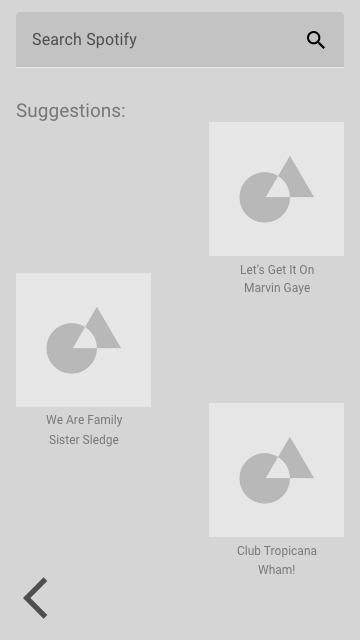 Search Spotify
Suggestions:
Let's Get It On
Marvin Gaye
We Are Family
Sister Sledge
Club Tropicana
Wham!